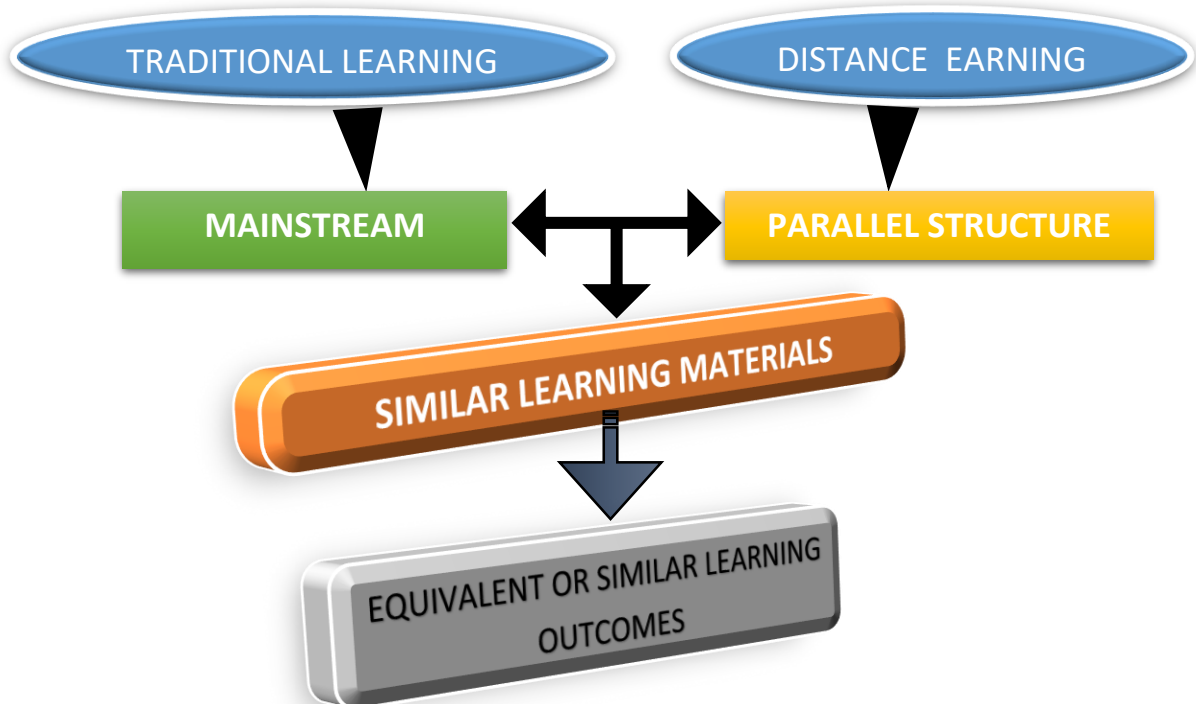 TRADITIONAL LEARNING
DISTANCE EARNING
MAINSTREAM
PARALLEL STRUCTURE
SIMILAR LEARNING MATERIALS
EQUIVALENT OR SIMILAR LEARNING
OUTCOMES